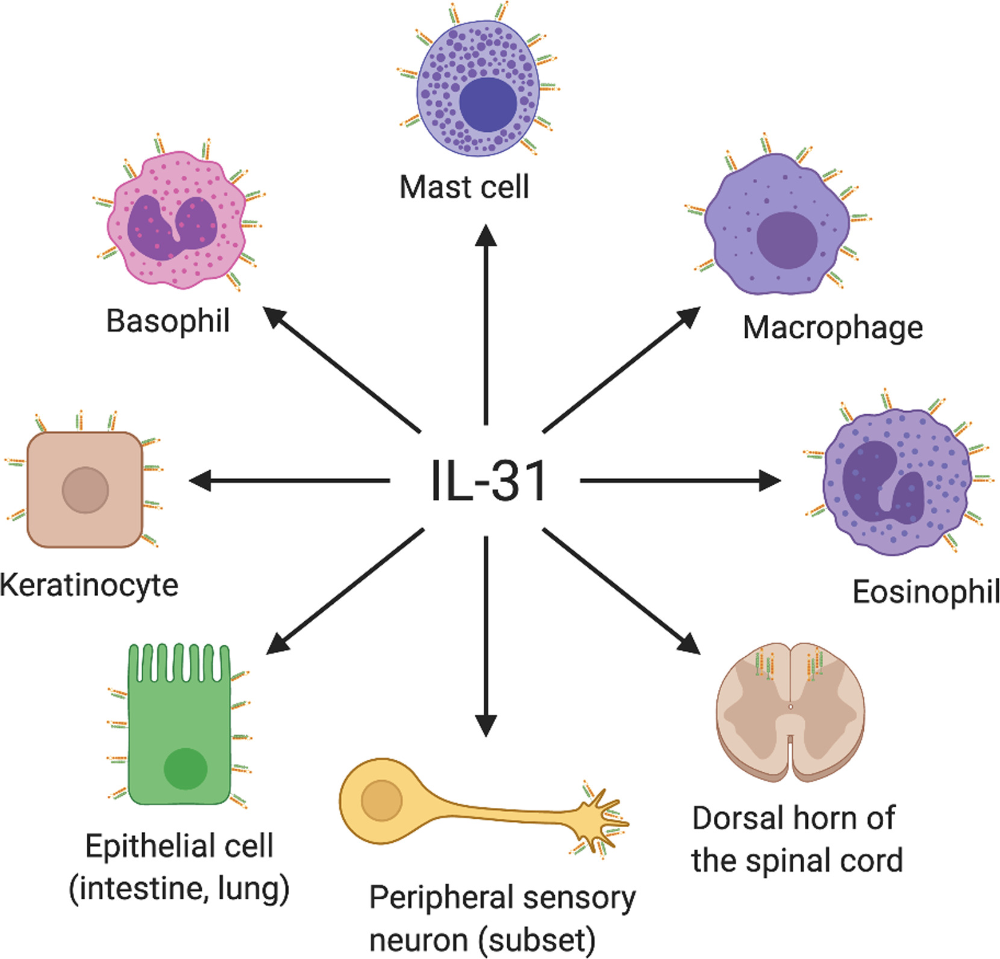 Mast cell
Basophil
Macrophage
IL-31
Keratinocyte
Eosinophil
Epithelial cell
(intestine, lung)
Peripheral sensory
neuron (subset)
Dorsal horn of
the spinal cord